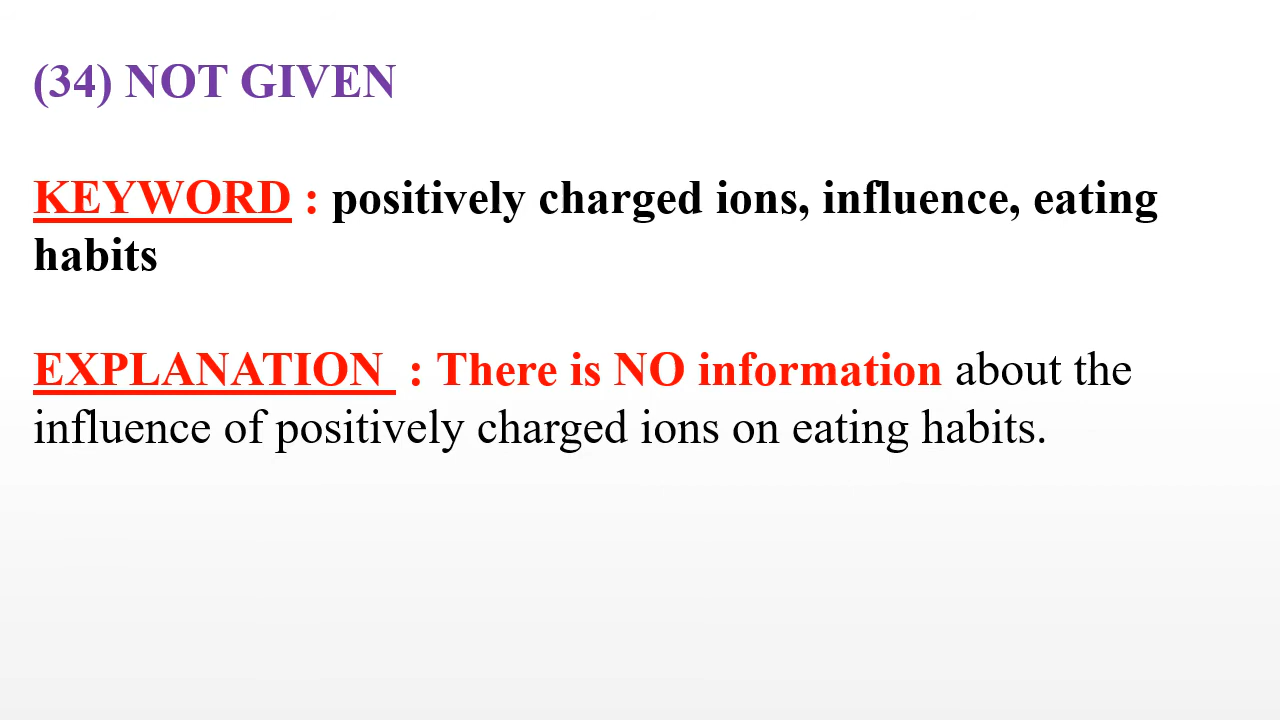 (34) NOT GIVEN
KEYWORD : positively charged ions, influence, eating
habits
EXPLANATION : There is NO information about the
influence of positively charged ions on eating habits.